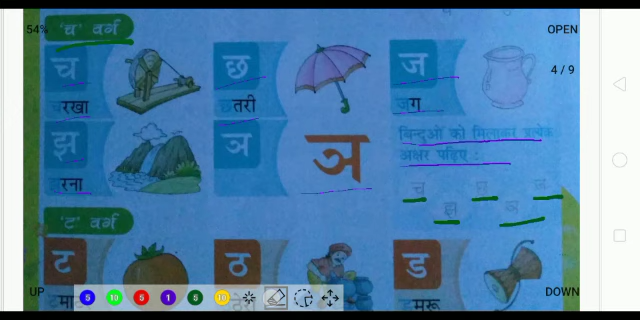 54%
OPEN
'च' वर्ग
च
छ
ज
4 / 9
चरखा
छतरी
जग
झ
ञ
ञ
बिन्दुओं को मिलाकर प्रत्येक
अक्षर पढ़िए :
झरना
च
झ
ञ
'ट' वर्ग
ट
ठ
ड
UP
DOWN
डमरू
5
10
5
1
5
10